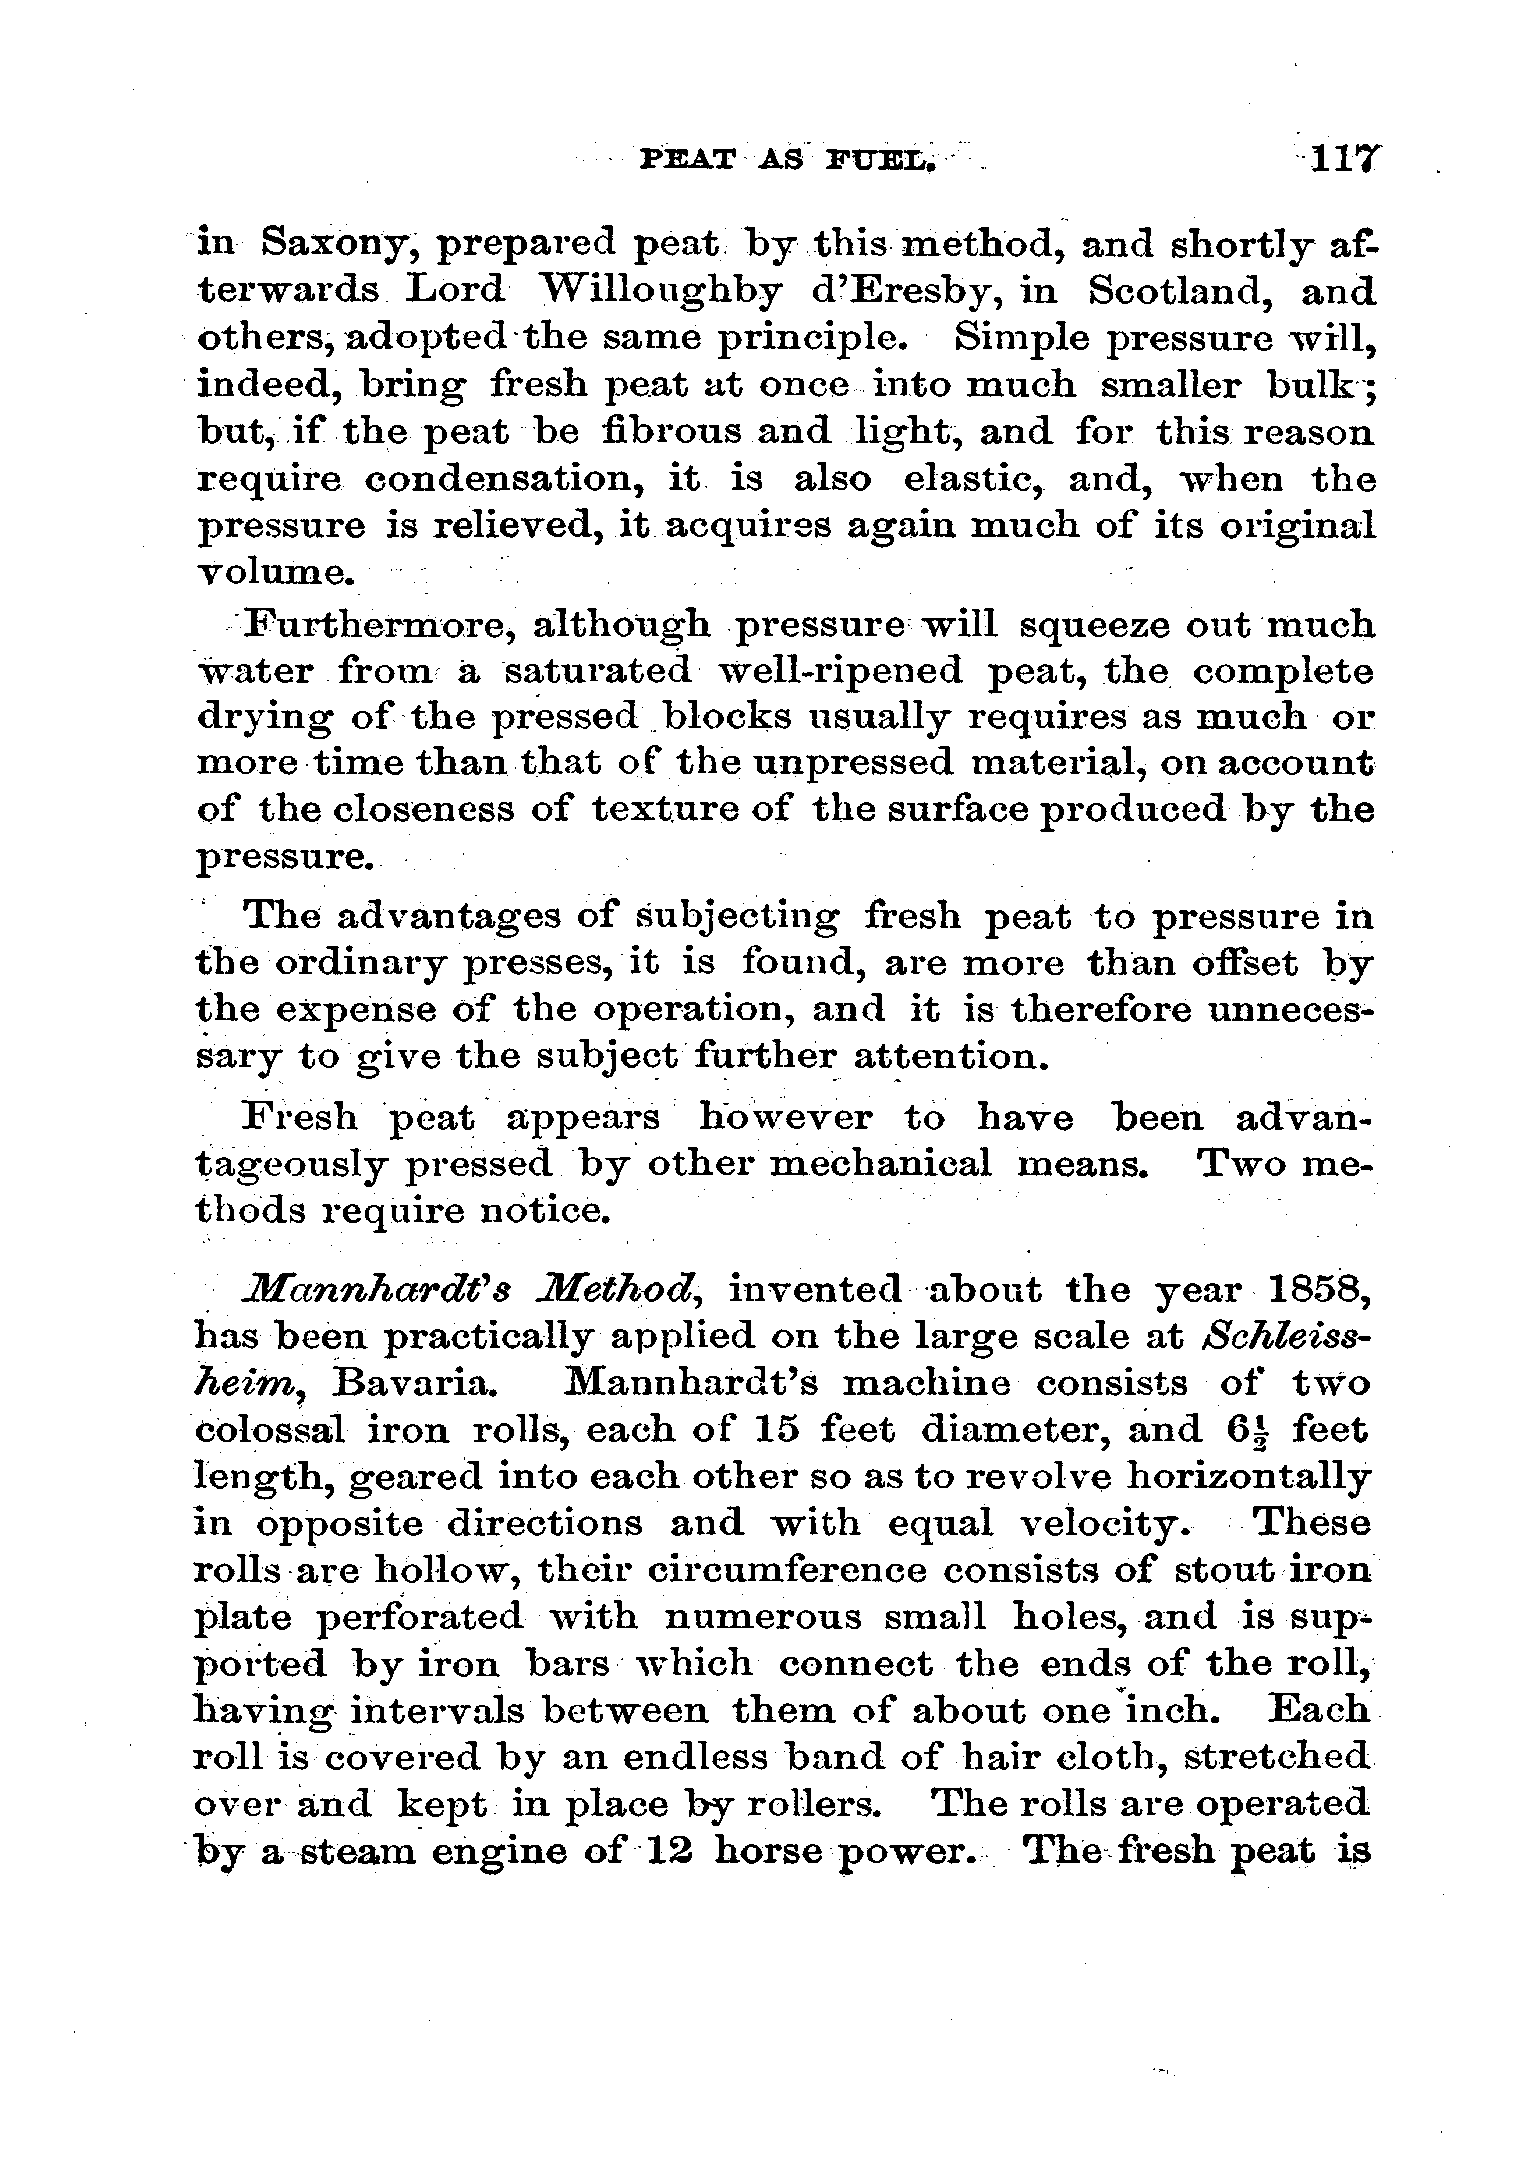 PEAT AS FUEL. 117
in Saxony, prepared peat by this method, and shortly af-
terwards Lord Willoughby d'Eresby, in Scotland, and
others, adopted the same principle. Simple pressure will,
indeed, bring fresh peat at once into much smaller bulk;
but, if the peat be fibrous and light, and for this reason
require condensation, it is also elastic, and, when the
pressure is relieved, it acquires again much of its original
volume.
Furthermore, although pressure will squeeze out much
water from a saturated well-ripened peat, the complete
drying of the pressed blocks usually requires as much or
more time than that of the unpressed material, on account
of the closeness of texture of the surface produced by the
pressure.
The advantages of subjecting fresh peat to pressure in
the ordinary presses, it is found, are more than offset by
the expense of the operation, and it is therefore unneces-
sary to give the subject further attention.
Fresh peat appears however to have been advan-
tageously pressed by other mechanical means. Two me-
thods require notice.
Mannhardt's Method, invented about the year 1858,
has been practically applied on the large scale at Schleiss-
heim, Bavaria. Mannhardt's machine consists of two
colossal iron rolls, each of 15 feet diameter, and 6½ feet
length, geared into each other so as to revolve horizontally
in opposite directions and with equal velocity. These
rolls are hollow, their circumference consists of stout iron
plate perforated with numerous small holes, and is sup-
ported by iron bars which connect the ends of the roll,
having intervals between them of about one inch. Each
roll is covered by an endless band of hair cloth, stretched
over and kept in place by rollers. The rolls are operated
by a steam engine of 12 horse power. The fresh peat is